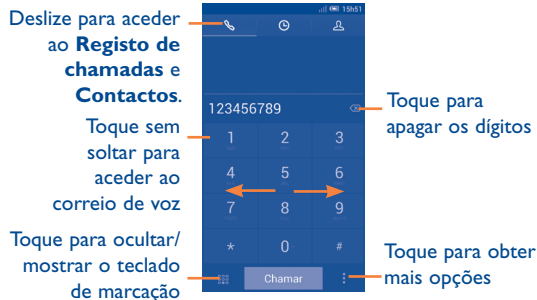 Deslize para aceder
ao Registo de
chamadas e
Contactos.
Toque sem
soltar para
aceder ao
correio de voz
Toque para ocultar/
mostrar o teclado
de marcação
15h51
123456789
1 2 3
4 5 6
7 8 9
* 0 #
Chamar
Toque para
apagar os dígitos
Toque para obter
mais opções